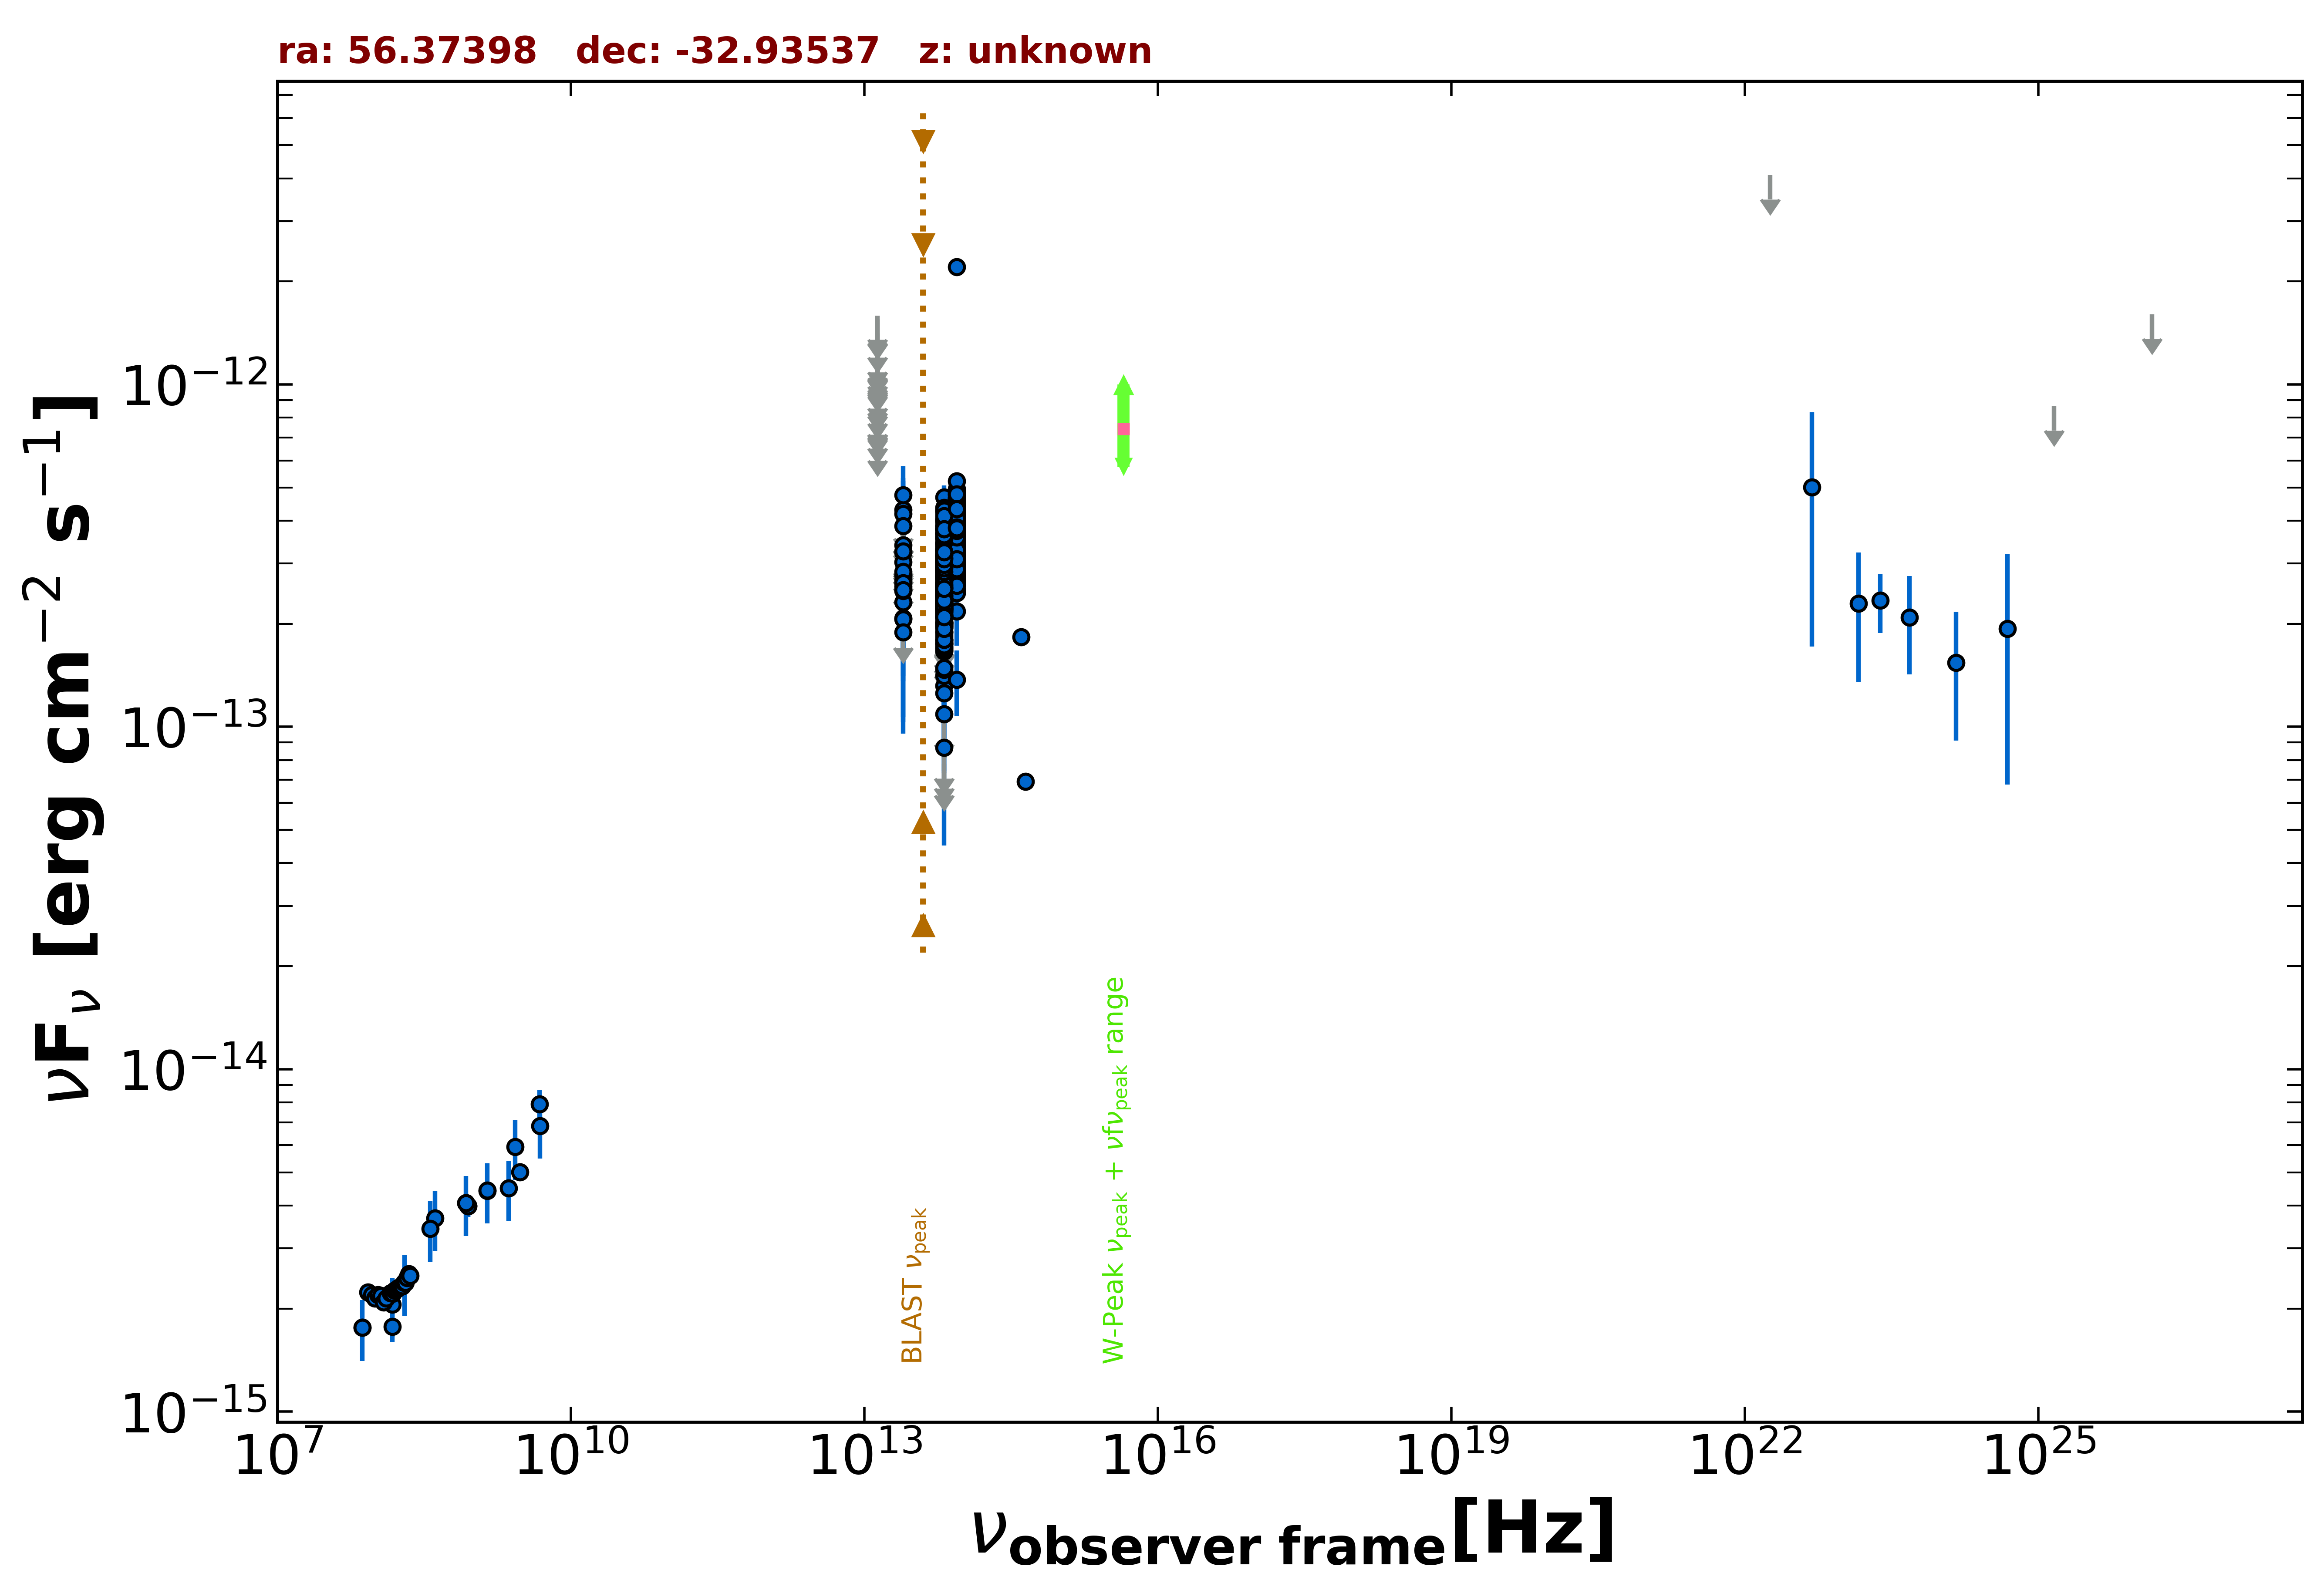 ra: 56.37398   dec: -32.93537   z: unknown
νFν [erg cm−2 s−1]
10−12
10−13
10−14
10−15
BLAST νpeak
W-Peak νpeak + νfνpeak range
107 1010 1013 1016 1019 1022 1025
νobserver frame[Hz]